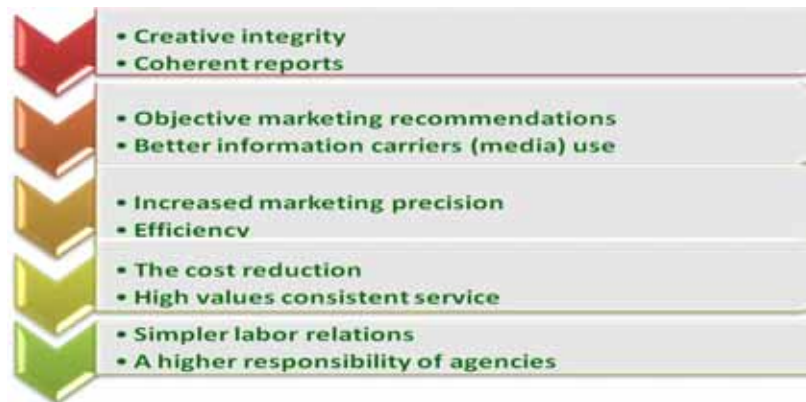 • Creative integrity
• Coherent reports
• Objective marketing recommendations
• Better information carriers (media) use
• Increased marketing precision
• Efficiency
• The cost reduction
• High values consistent service
• Simpler labor relations
• A higher responsibility of agencies